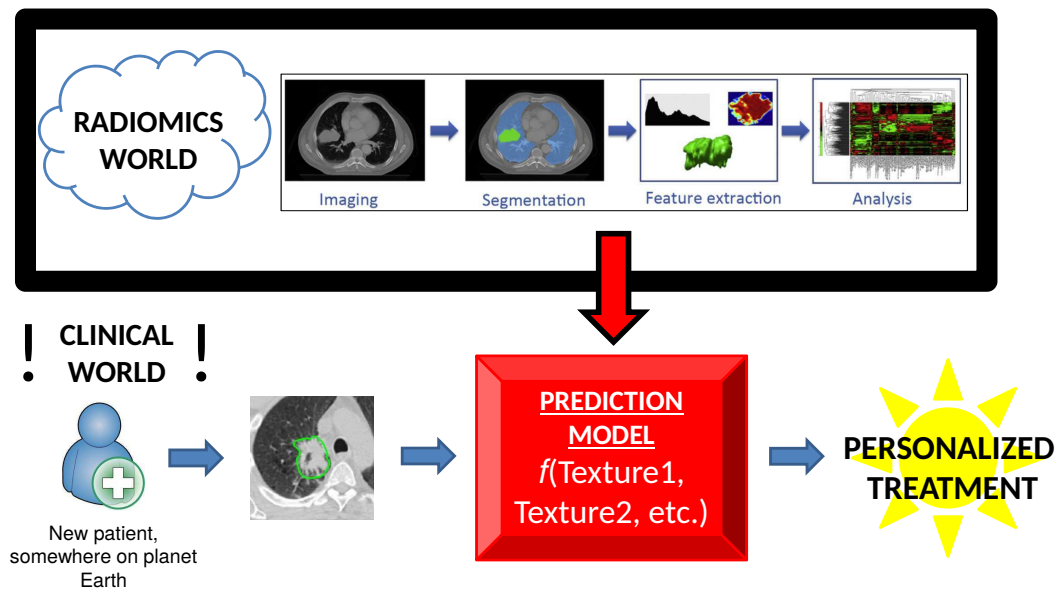 RADIOMICS
WORLD
Imaging
Segmentation
Feature extraction
Analysis
! CLINICAL !
WORLD
New patient,
somewhere on planet
Earth
PREDICTION
MODEL
f(Texture1,
Texture2, etc.)
PERSONALIZED
TREATMENT